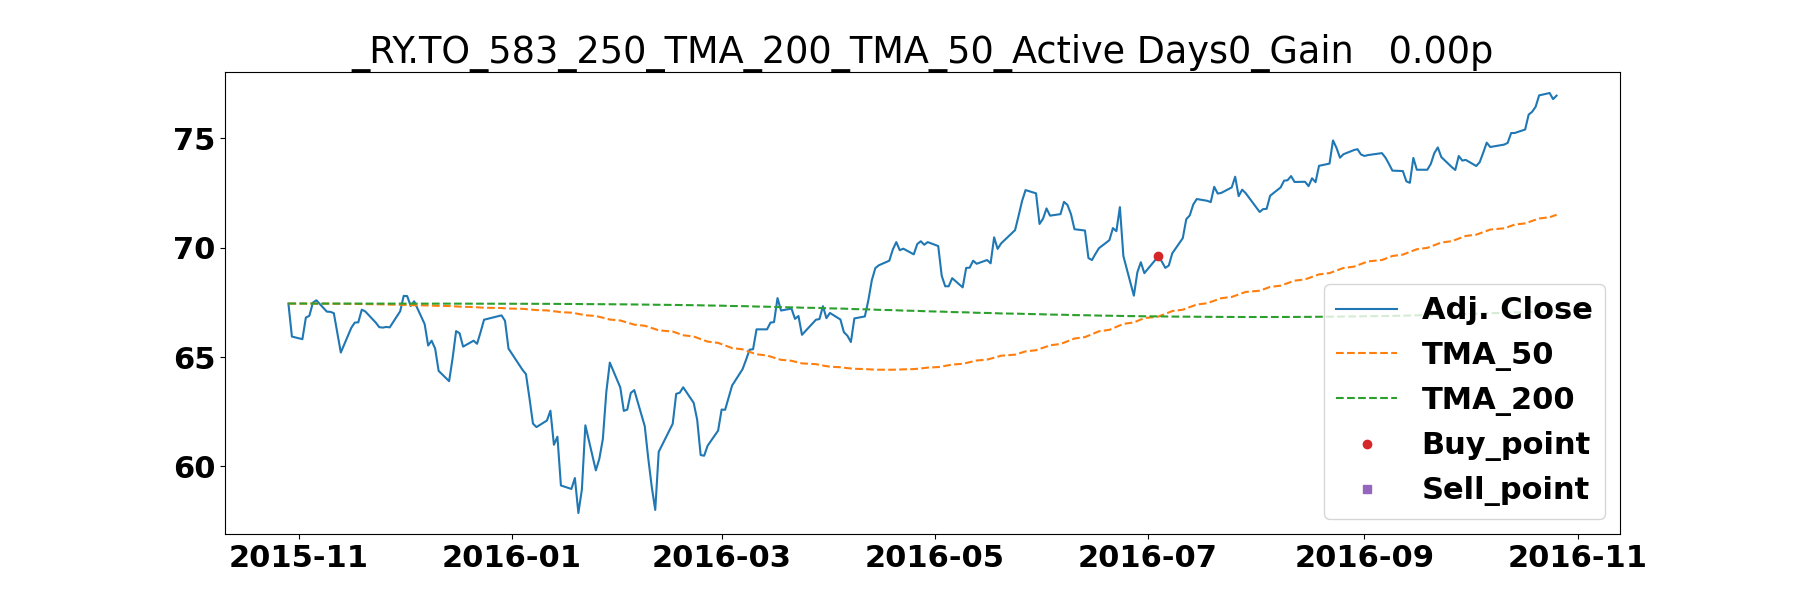 _RY.TO_583_250_TMA_200_TMA_50_Active Days0_Gain   0.00p
75
70
65
60
Adj. Close
TMA_50
TMA_200
Buy_point
Sell_point
2015-11 2016-01 2016-03 2016-05 2016-07 2016-09 2016-11